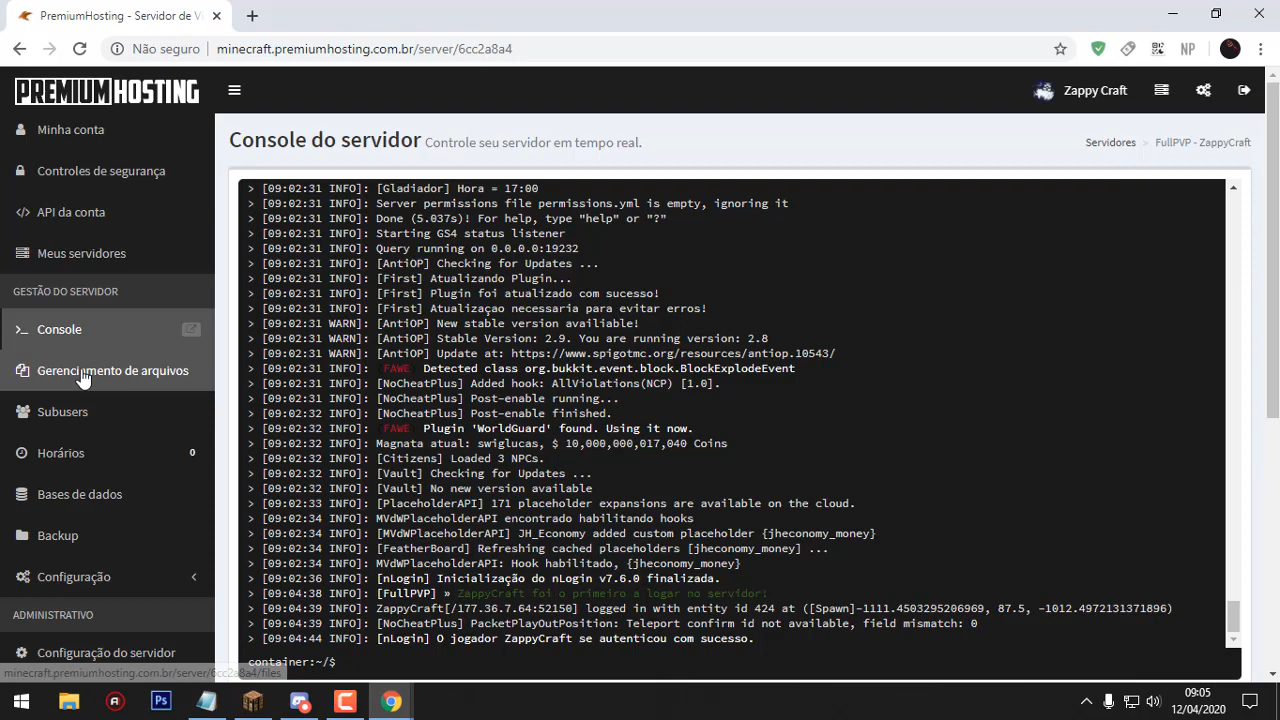 PremiumHosting - Servidor de Vi
Não seguro
minecraft.premiumhosting.com.br/server/6cc2a8a4
NP
PREMIUMHOSTING
Zappy Craft
Minha conta
Controles de segurança
API da conta
Meus servidores
GESTÃO DO SERVIDOR
Console
Gerenciamento de arquivos
Subusers
Horários 0
Bases de dados
Backup
Configuração
ADMINISTRATIVO
Configuração do servidor
minecraft.premiumhosting.com.br/server/6cc2a8a4/files
Console do servidor Controle seu servidor em tempo real.
Servidores > FullPVP - ZappyCraft
> [09:02:31 INFO]: [Gladiador] Hora = 17:00
> [09:02:31 INFO]: Server permissions file permissions.yml is empty, ignoring it
> [09:02:31 INFO]: Done (5.037s)! For help, type "help" or "?"
> [09:02:31 INFO]: Starting GS4 status listener
> [09:02:31 INFO]: Query running on 0.0.0.0:19232
> [09:02:31 INFO]: [AntiOP] Checking for Updates ...
> [09:02:31 INFO]: [First] Atualizando Plugin...
> [09:02:31 INFO]: [First] Plugin foi atualizado com sucesso!
> [09:02:31 INFO]: [First] Atualizaçao necessaria para evitar erros!
> [09:02:31 WARN]: [AntiOP] New stable version availiable!
> [09:02:31 WARN]: [AntiOP] Stable Version: 2.9. You are running version: 2.8
> [09:02:31 WARN]: [AntiOP] Update at: https://www.spigotmc.org/resources/antiop.10543/
> [09:02:31 INFO]: FAWE Detected class org.bukkit.event.block.BlockExplodeEvent
> [09:02:31 INFO]: [NoCheatPlus] Added hook: AllViolations(NCP) [1.0].
> [09:02:31 INFO]: [NoCheatPlus] Post-enable running...
> [09:02:32 INFO]: [NoCheatPlus] Post-enable finished.
> [09:02:32 INFO]: FAWE Plugin 'WorldGuard' found. Using it now.
> [09:02:32 INFO]: Magnata atual: swiglucas, $ 10,000,000,017,040 Coins
> [09:02:32 INFO]: [Citizens] Loaded 3 NPCs.
> [09:02:32 INFO]: [Vault] Checking for Updates ...
> [09:02:32 INFO]: [Vault] No new version available
> [09:02:33 INFO]: [PlaceholderAPI] 171 placeholder expansions are available on the cloud.
> [09:02:34 INFO]: MVdWPlaceholderAPI encontrado habilitando hooks
> [09:02:34 INFO]: [MVdWPlaceholderAPI] JH_Economy added custom placeholder {jheconomy_money}
> [09:02:34 INFO]: [FeatherBoard] Refreshing cached placeholders [jheconomy_money] ...
> [09:02:34 INFO]: MVdWPlaceholderAPI: Hook habilitado, {jheconomy_money}
> [09:02:36 INFO]: [nLogin] Inicialização do nLogin v7.6.0 finalizada.
> [09:04:38 INFO]: [FullPVP] » ZappyCraft foi o primeiro a logar no servidor!
> [09:04:39 INFO]: ZappyCraft[/177.36.7.64:52150] logged in with entity id 424 at ([Spawn]-1111.4503295206969, 87.5, -1012.4972131371896)
> [09:04:39 INFO]: [NoCheatPlus] PacketPlayOutPosition: Teleport confirm id not available, field mismatch: 0
> [09:04:44 INFO]: [nLogin] O jogador ZappyCraft se autenticou com sucesso.
container:~/$
Ps
09:05
12/04/2020